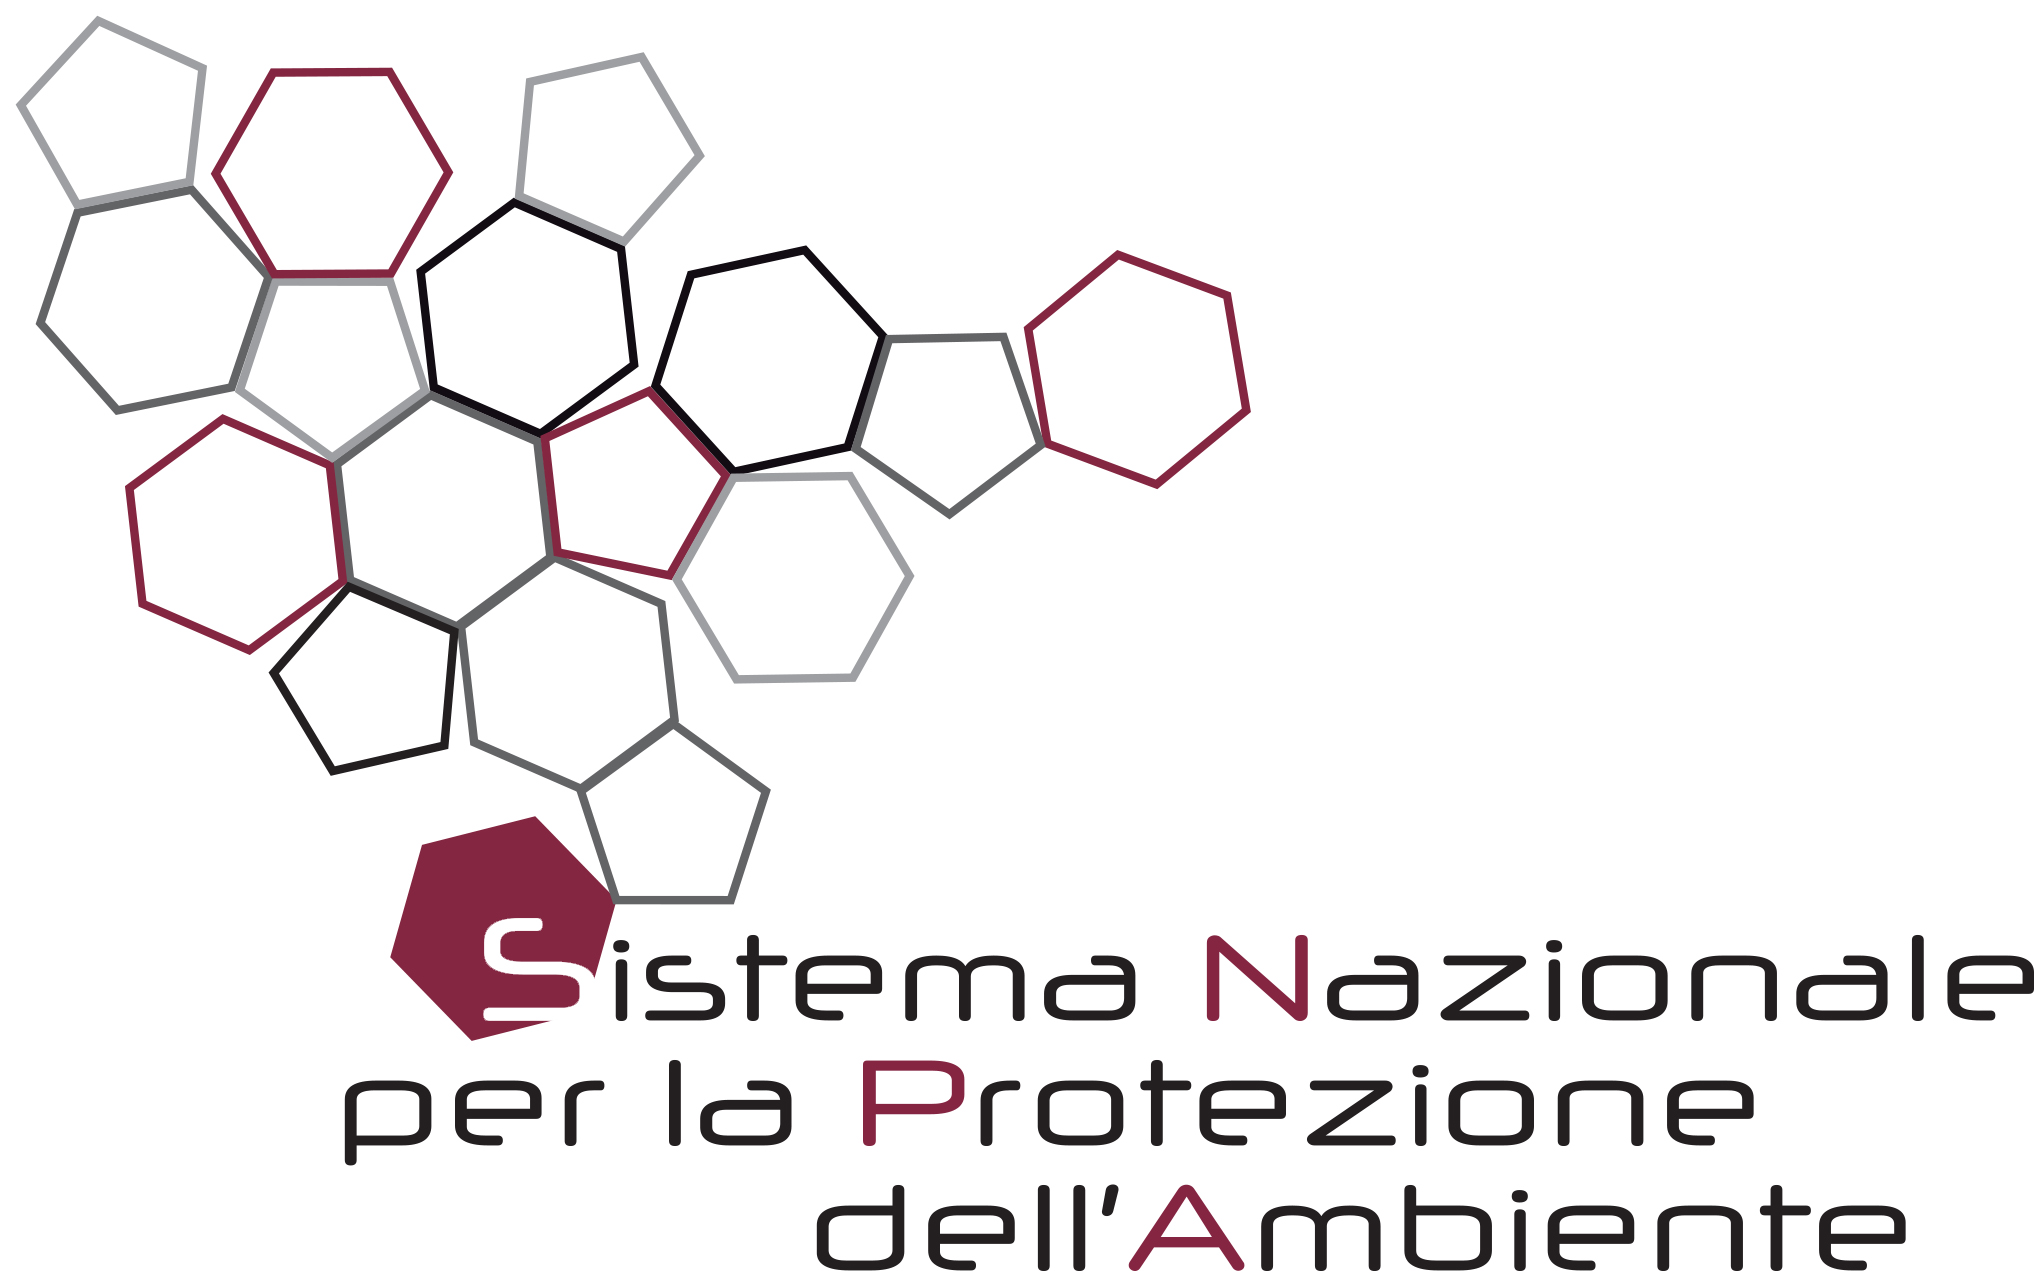 Sistema Nazionale
per la Protezione
dell'Ambiente